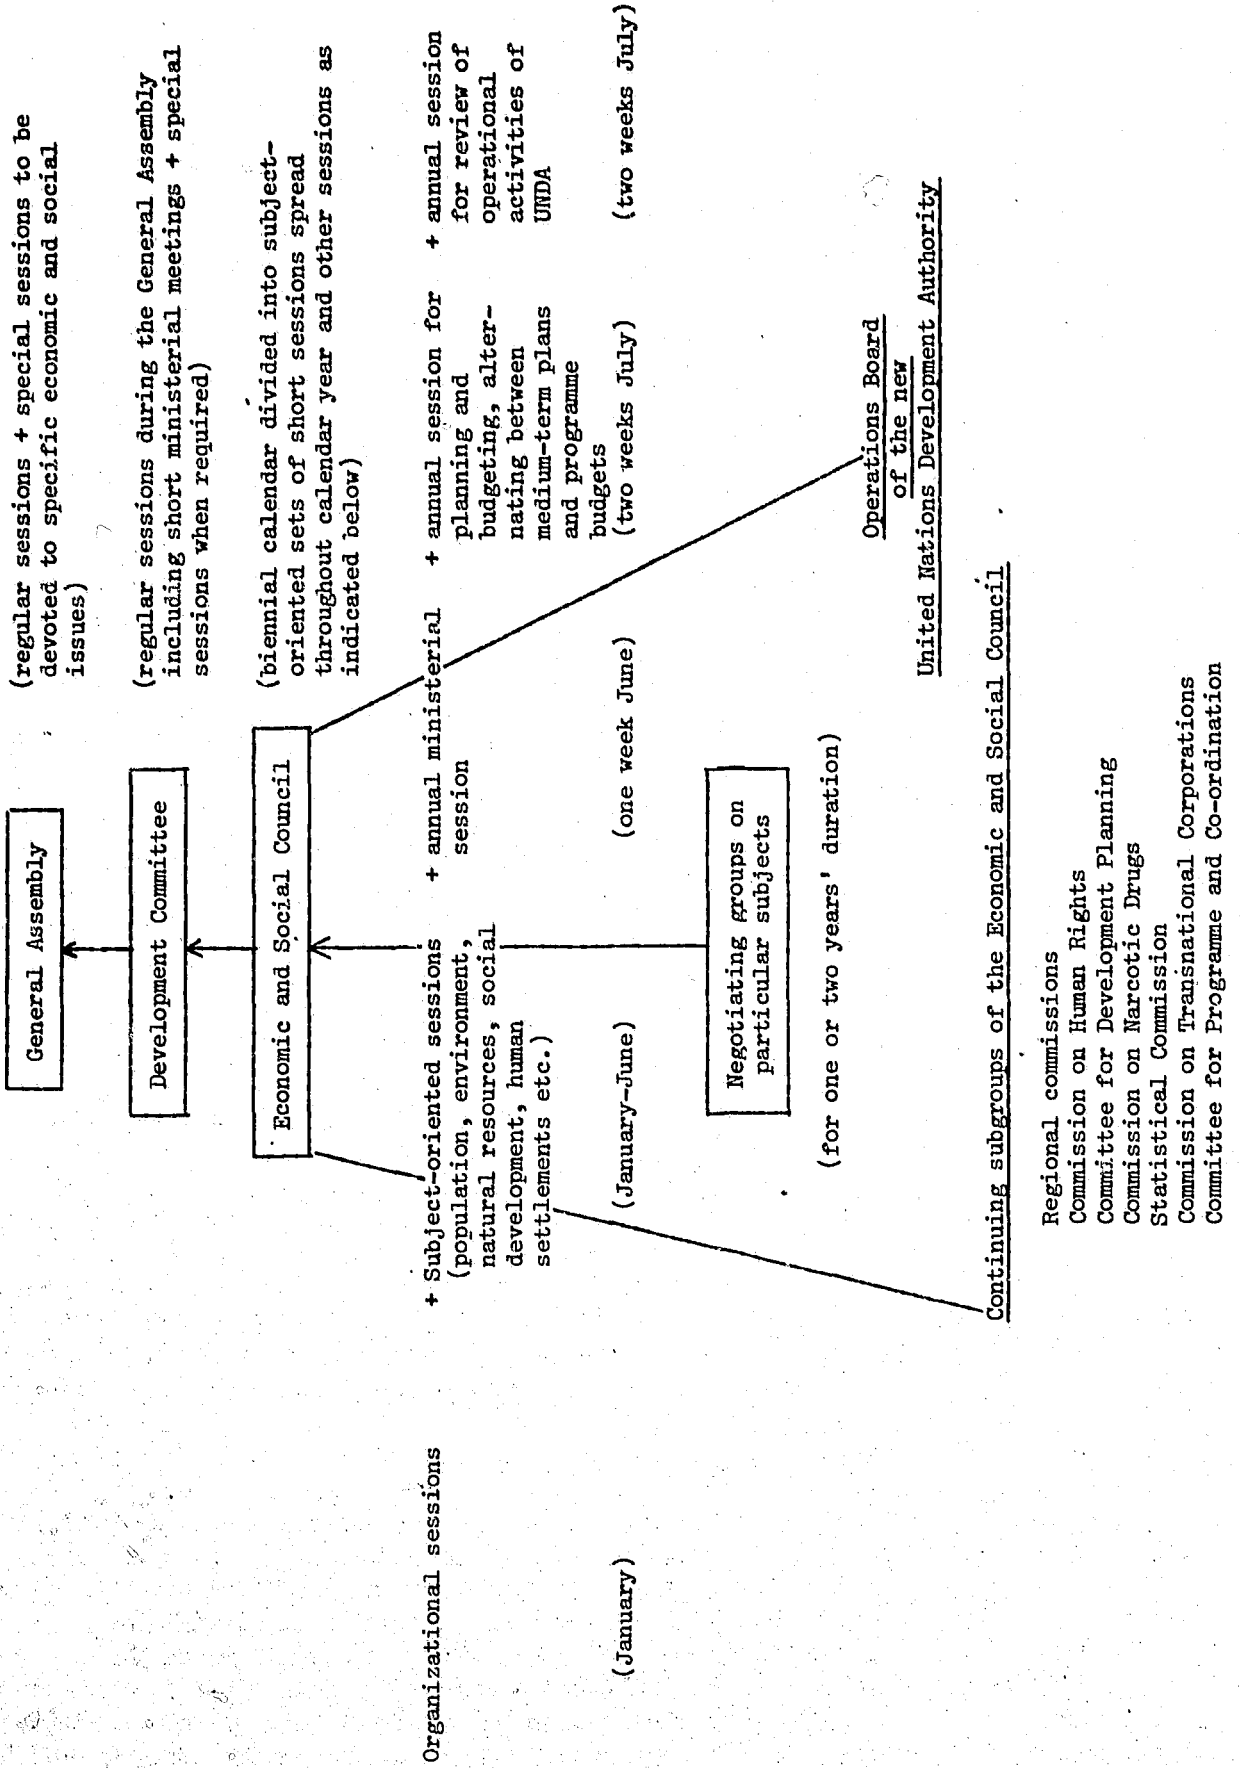 General Assembly
(regular sessions + special sessions to be
devoted to specific economic and social
issues)
Development Committee
(regular sessions during the General Assembly
including short ministerial meetings + special
sessions when required)
Economic and Social Council
(biennial calendar divided into subject-
oriented sets of short sessions spread
throughout calendar year and other sessions as
indicated below)
Organizational sessions
(January)
+ Subject-oriented sessions
(population, environment,
natural resources, social
development, human
settlements etc.)
(January-June)
+ annual ministerial
session
(one week June)
+ annual session for
planning and
budgeting, alter-
nating between
medium-term plans
and programme
budgets
(two weeks July)
+ annual session
for review of
operational
activities of
UNDA
(two weeks July)
Negotiating groups on
particular subjects
(for one or two years' duration)
Operations Board
of the new
United Nations Development Authority
Continuing subgroups of the Economic and Social Council
Regional commissions
Commission on Human Rights
Committee for Development Planning
Commission on Narcotic Drugs
Statistical Commission
Commission on Transnational Corporations
Committee for Programme and Co-ordination